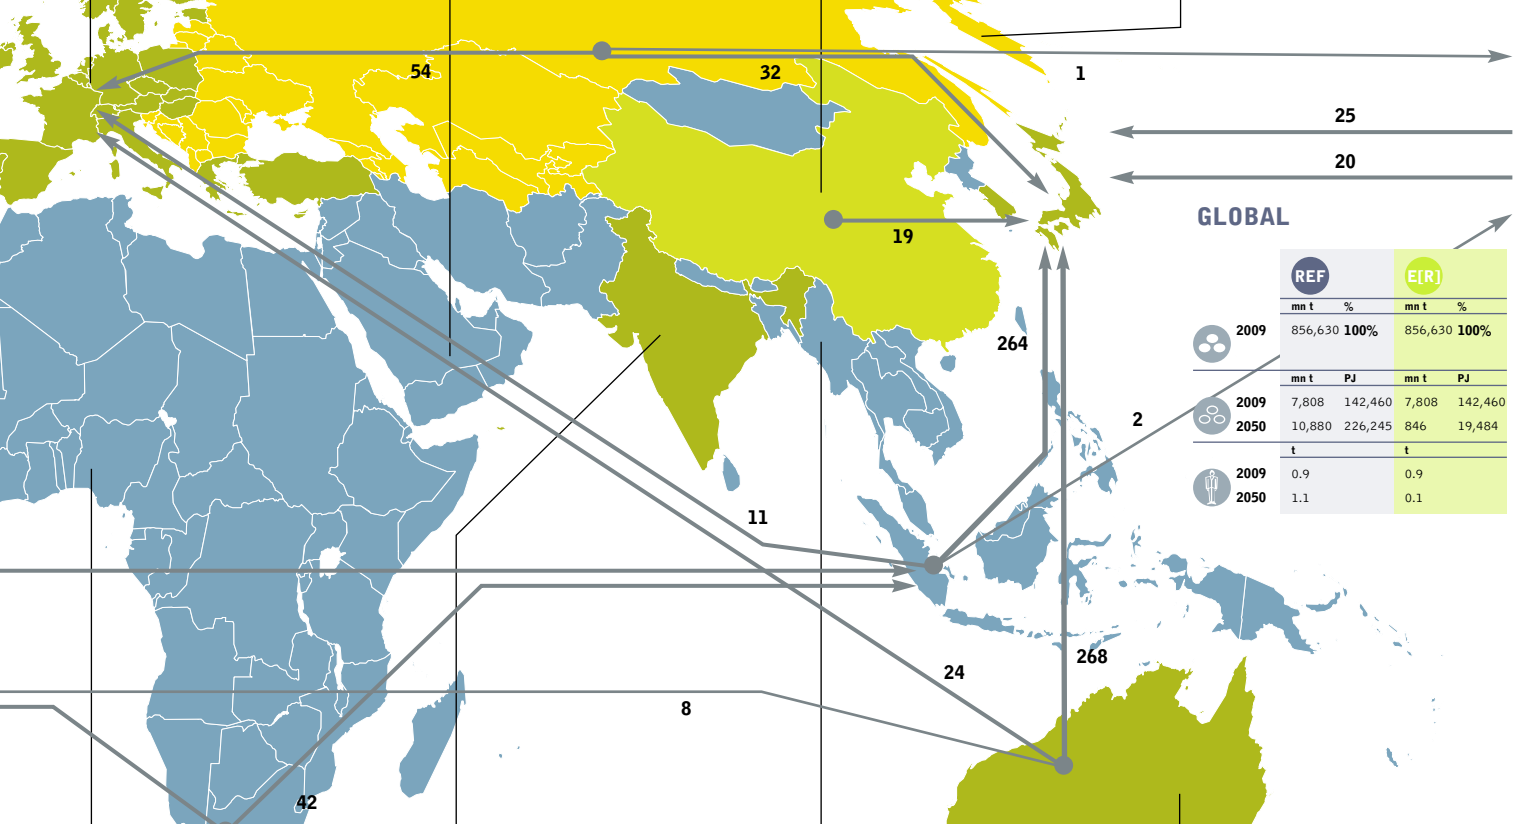 54
32
1
25
20
19
GLOBAL
REF E[R]
mn t % mn t %
2009 856,630 100% 856,630 100%
264
mn t PJ mn t PJ
2009 7,808 142,460 7,808 142,460
2 2050 10,880 226,245 846 19,484
t t
2009 0.9 0.9
2050 1.1 0.1
11
268
24
8
42